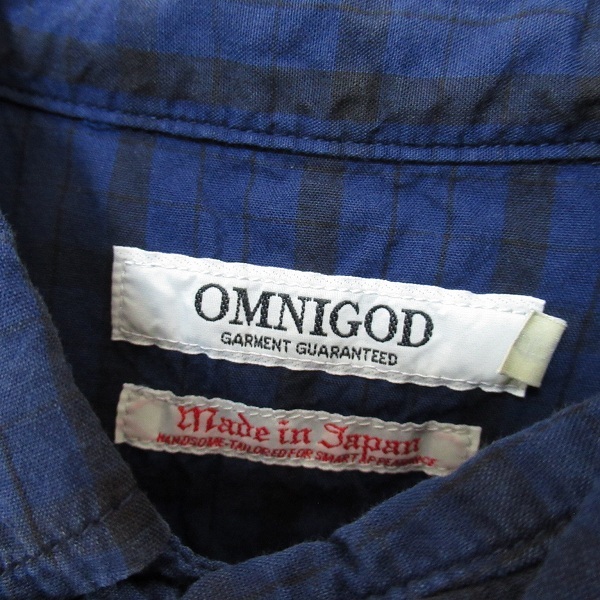 OMNIGOD
GARMENT GUARANTEED
Made in Japan
HANDSOME-TAILORED FOR SMART APPEARANCE